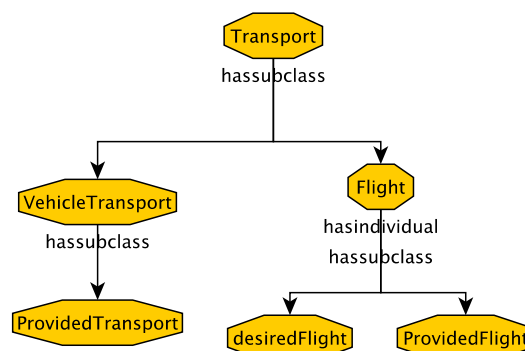 Transport
hassubclass
VehicleTransport
Flight
hassubclass
hasindividual
hassubclass
ProvidedTransport
desiredFlight
ProvidedFlight